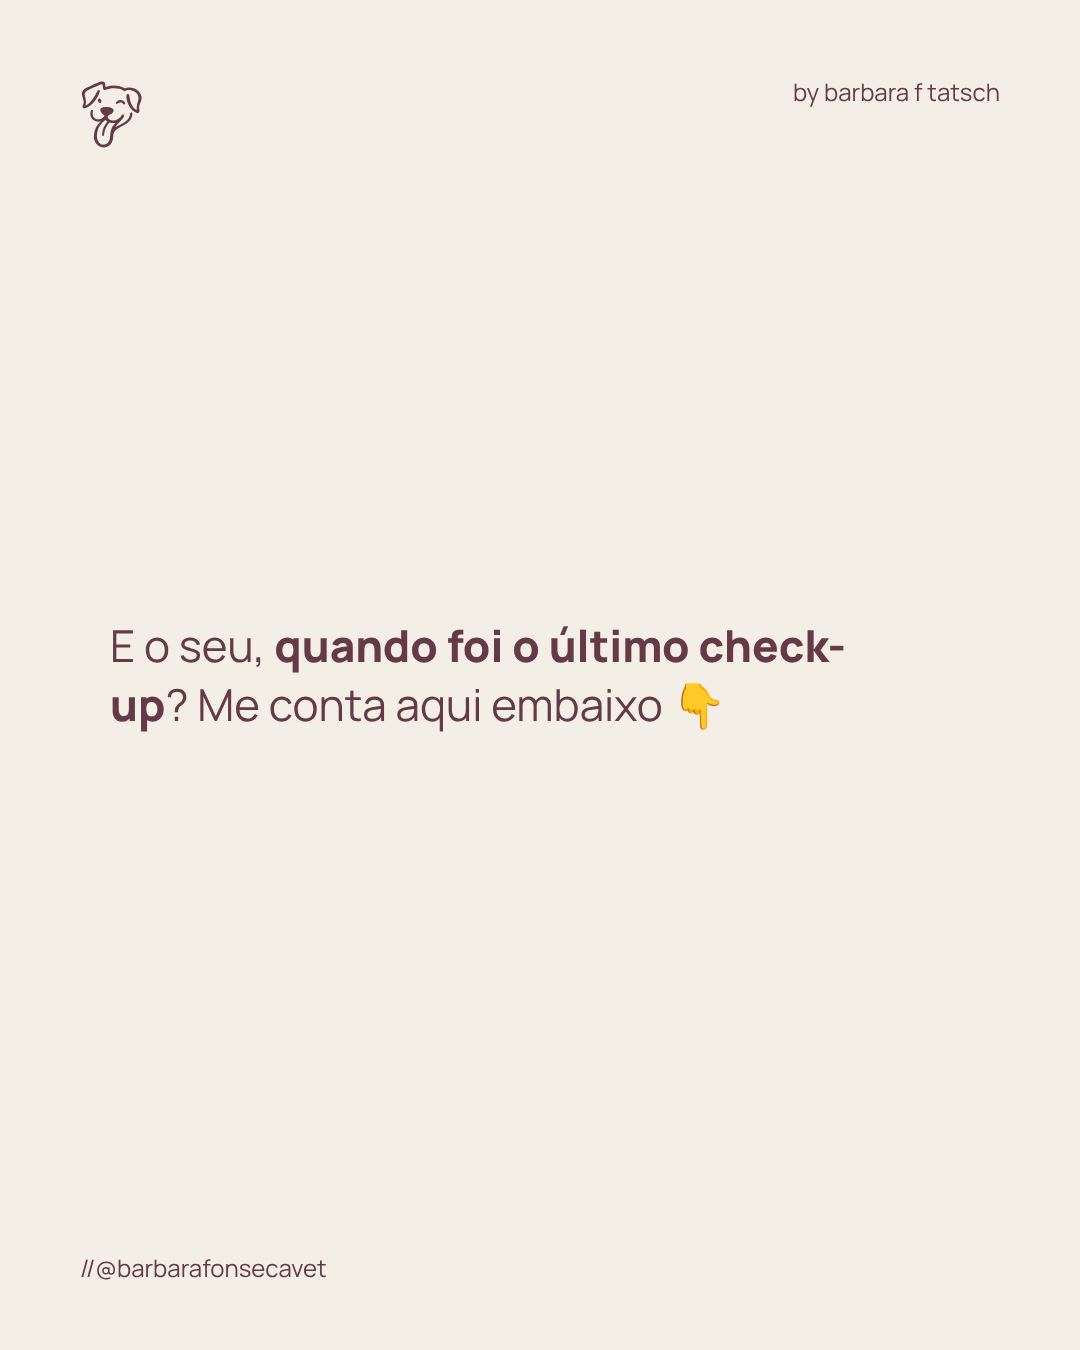 by barbara f tatsch
E o seu, quando foi o último check-
up? Me conta aqui embaixo 👇
//@barbarafonsecavet